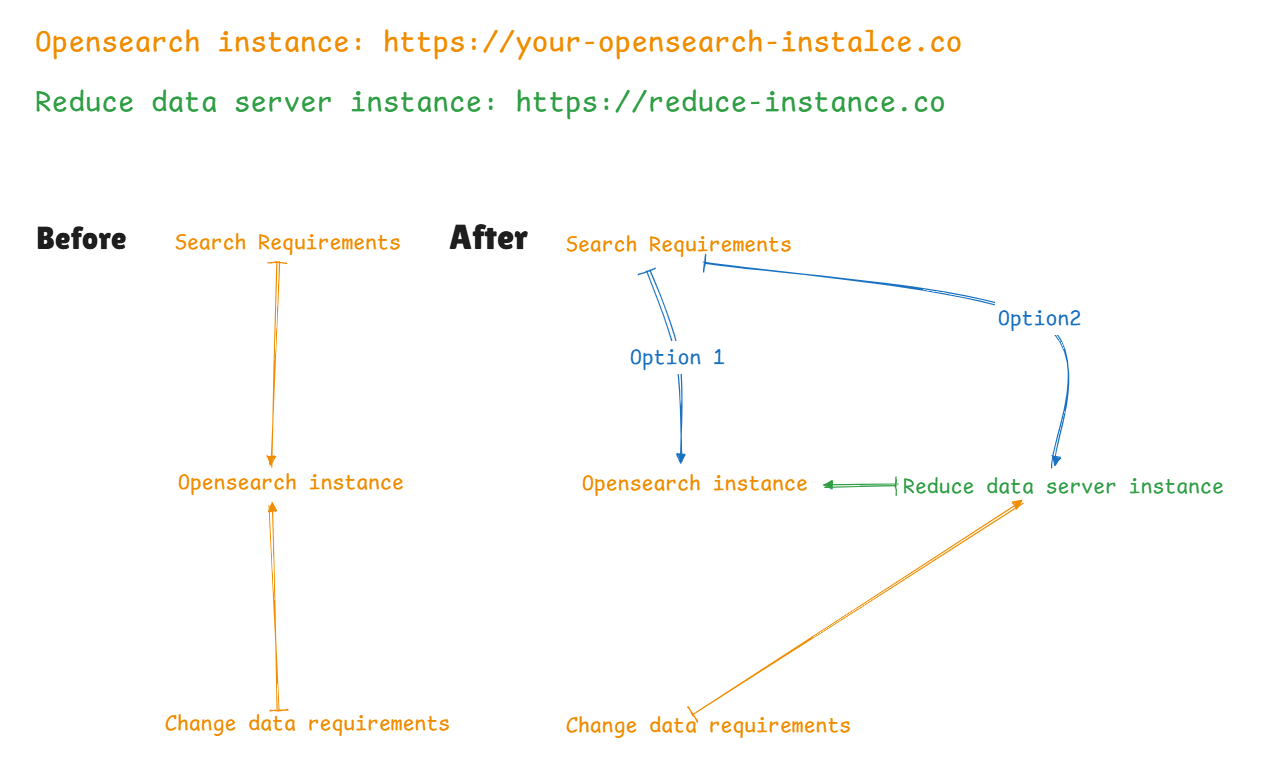 Opensearch instance: https://your-opensearch-instalce.co
Reduce data server instance: https://reduce-instance.co
Before
Search Requirements
After
Search Requirements
Option2
Option 1
Opensearch instance
Opensearch instance
Reduce data server instance
Change data requirements
Change data requirements